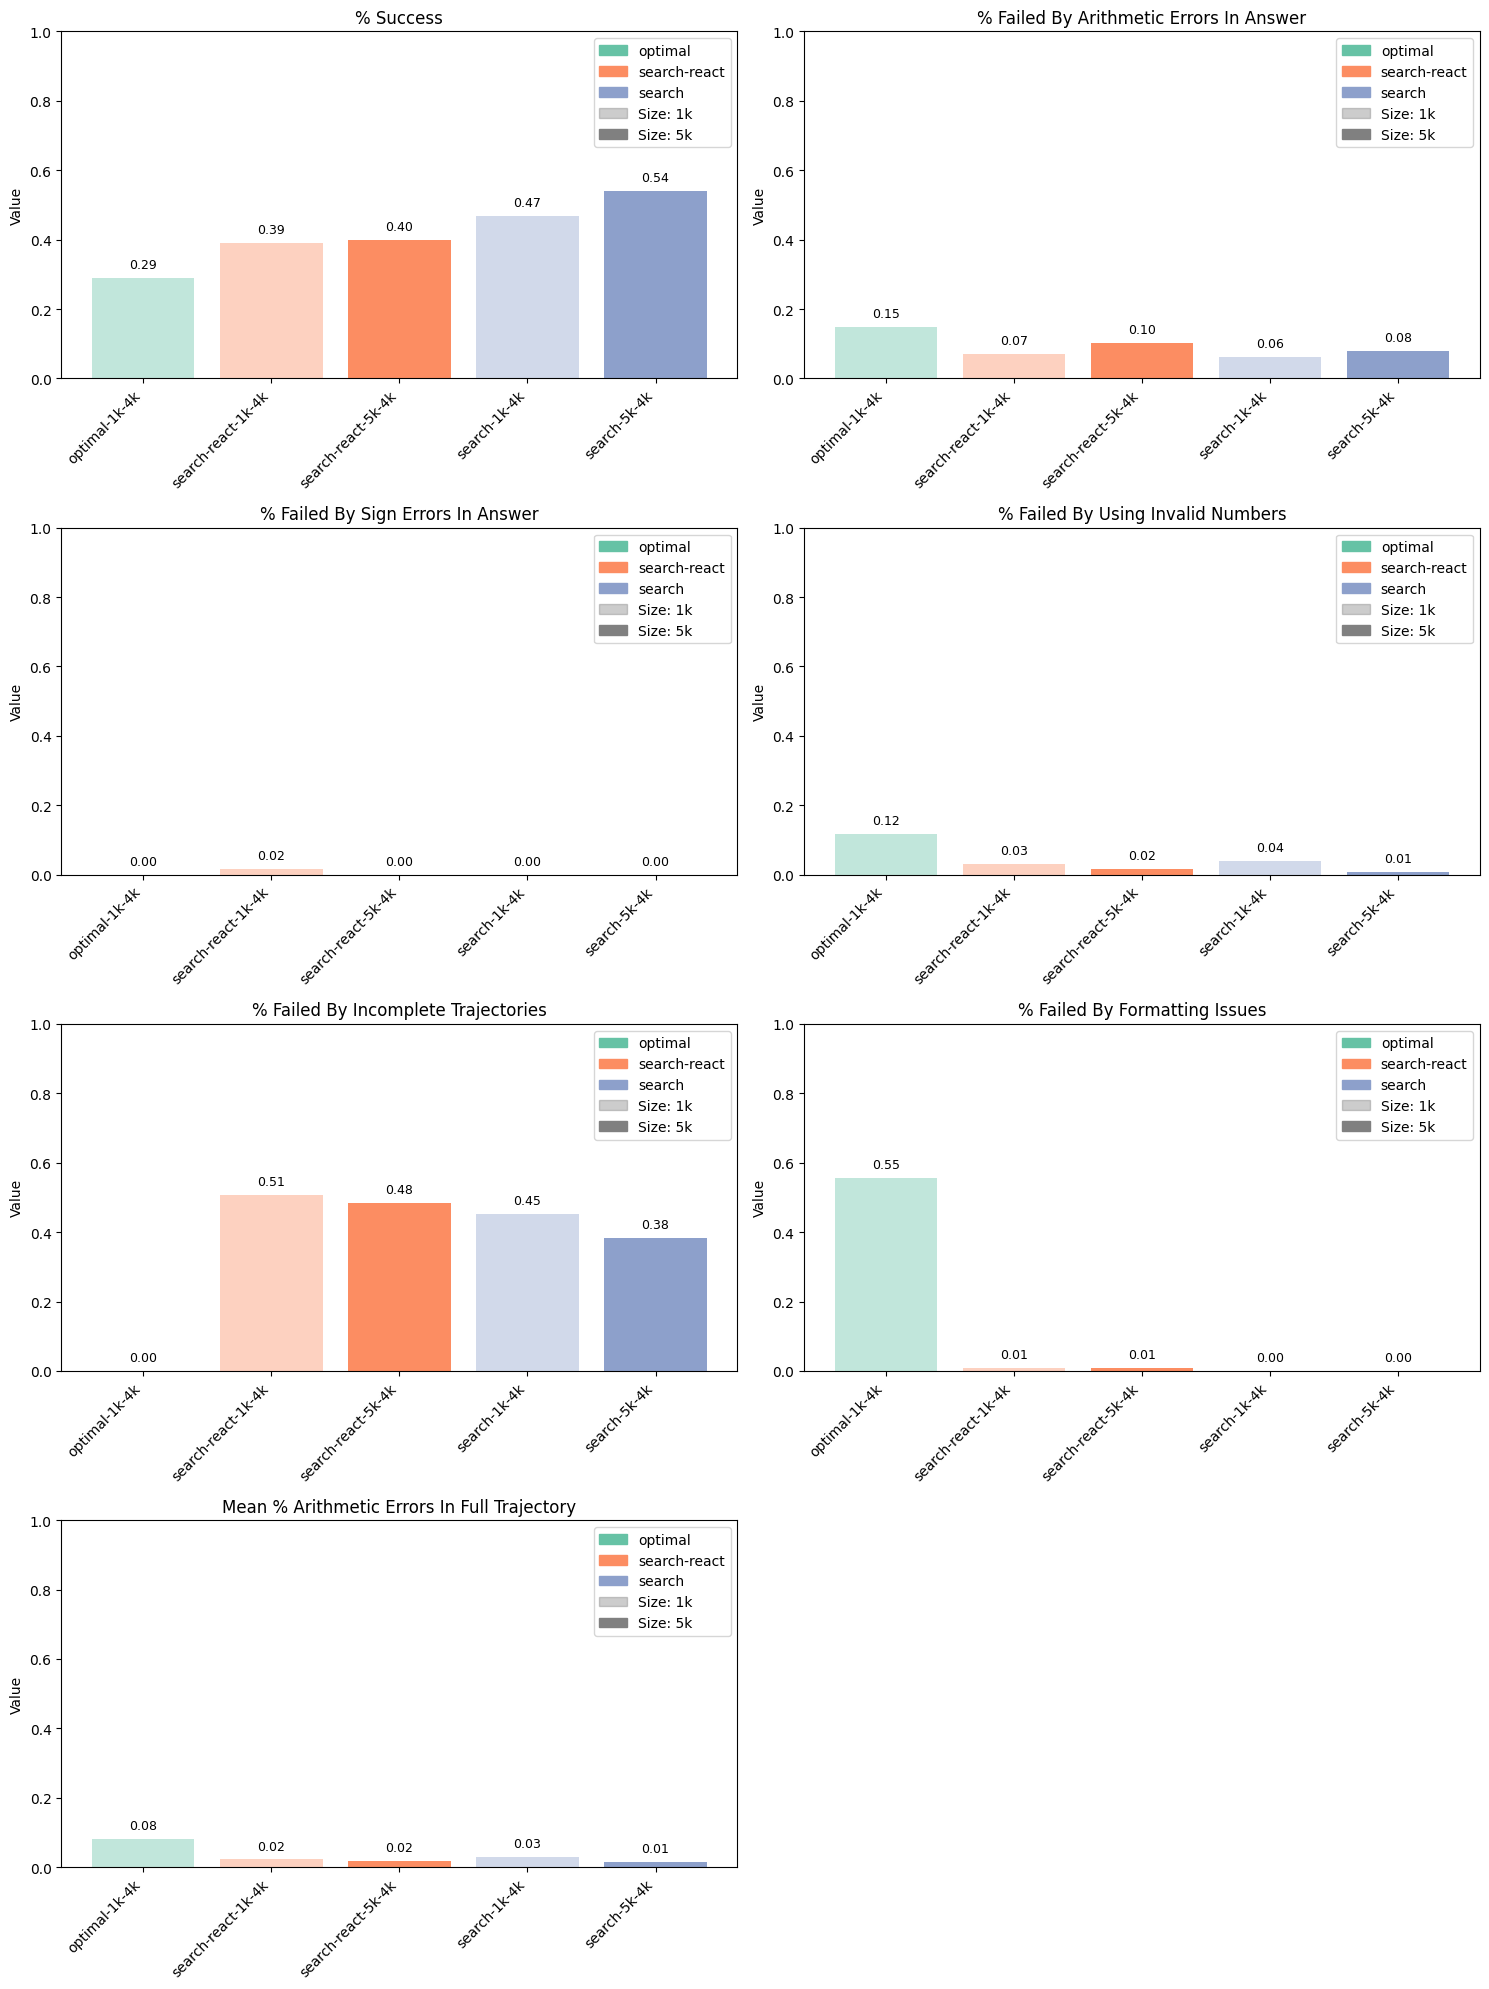 % Success
1.0
0.8
0.6
0.4
0.2
0.0
Value
optimal
search-react
search
Size: 1k
Size: 5k
0.29
0.39
0.40
0.47
0.54
optimal-1k-4k
search-react-1k-4k
search-react-5k-4k
search-1k-4k
search-5k-4k
% Failed By Arithmetic Errors In Answer
1.0
0.8
0.6
0.4
0.2
0.0
Value
optimal
search-react
search
Size: 1k
Size: 5k
0.15
0.07
0.10
0.06
0.08
optimal-1k-4k
search-react-1k-4k
search-react-5k-4k
search-1k-4k
search-5k-4k
% Failed By Sign Errors In Answer
1.0
0.8
0.6
0.4
0.2
0.0
Value
optimal
search-react
search
Size: 1k
Size: 5k
0.00
0.02
0.00
0.00
0.00
optimal-1k-4k
search-react-1k-4k
search-react-5k-4k
search-1k-4k
search-5k-4k
% Failed By Using Invalid Numbers
1.0
0.8
0.6
0.4
0.2
0.0
Value
optimal
search-react
search
Size: 1k
Size: 5k
0.12
0.03
0.02
0.04
0.01
optimal-1k-4k
search-react-1k-4k
search-react-5k-4k
search-1k-4k
search-5k-4k
% Failed By Incomplete Trajectories
1.0
0.8
0.6
0.4
0.2
0.0
Value
optimal
search-react
search
Size: 1k
Size: 5k
0.00
0.51
0.48
0.45
0.38
optimal-1k-4k
search-react-1k-4k
search-react-5k-4k
search-1k-4k
search-5k-4k
% Failed By Formatting Issues
1.0
0.8
0.6
0.4
0.2
0.0
Value
optimal
search-react
search
Size: 1k
Size: 5k
0.55
0.01
0.01
0.00
0.00
optimal-1k-4k
search-react-1k-4k
search-react-5k-4k
search-1k-4k
search-5k-4k
Mean % Arithmetic Errors In Full Trajectory
1.0
0.8
0.6
0.4
0.2
0.0
Value
optimal
search-react
search
Size: 1k
Size: 5k
0.08
0.02
0.02
0.03
0.01
optimal-1k-4k
search-react-1k-4k
search-react-5k-4k
search-1k-4k
search-5k-4k